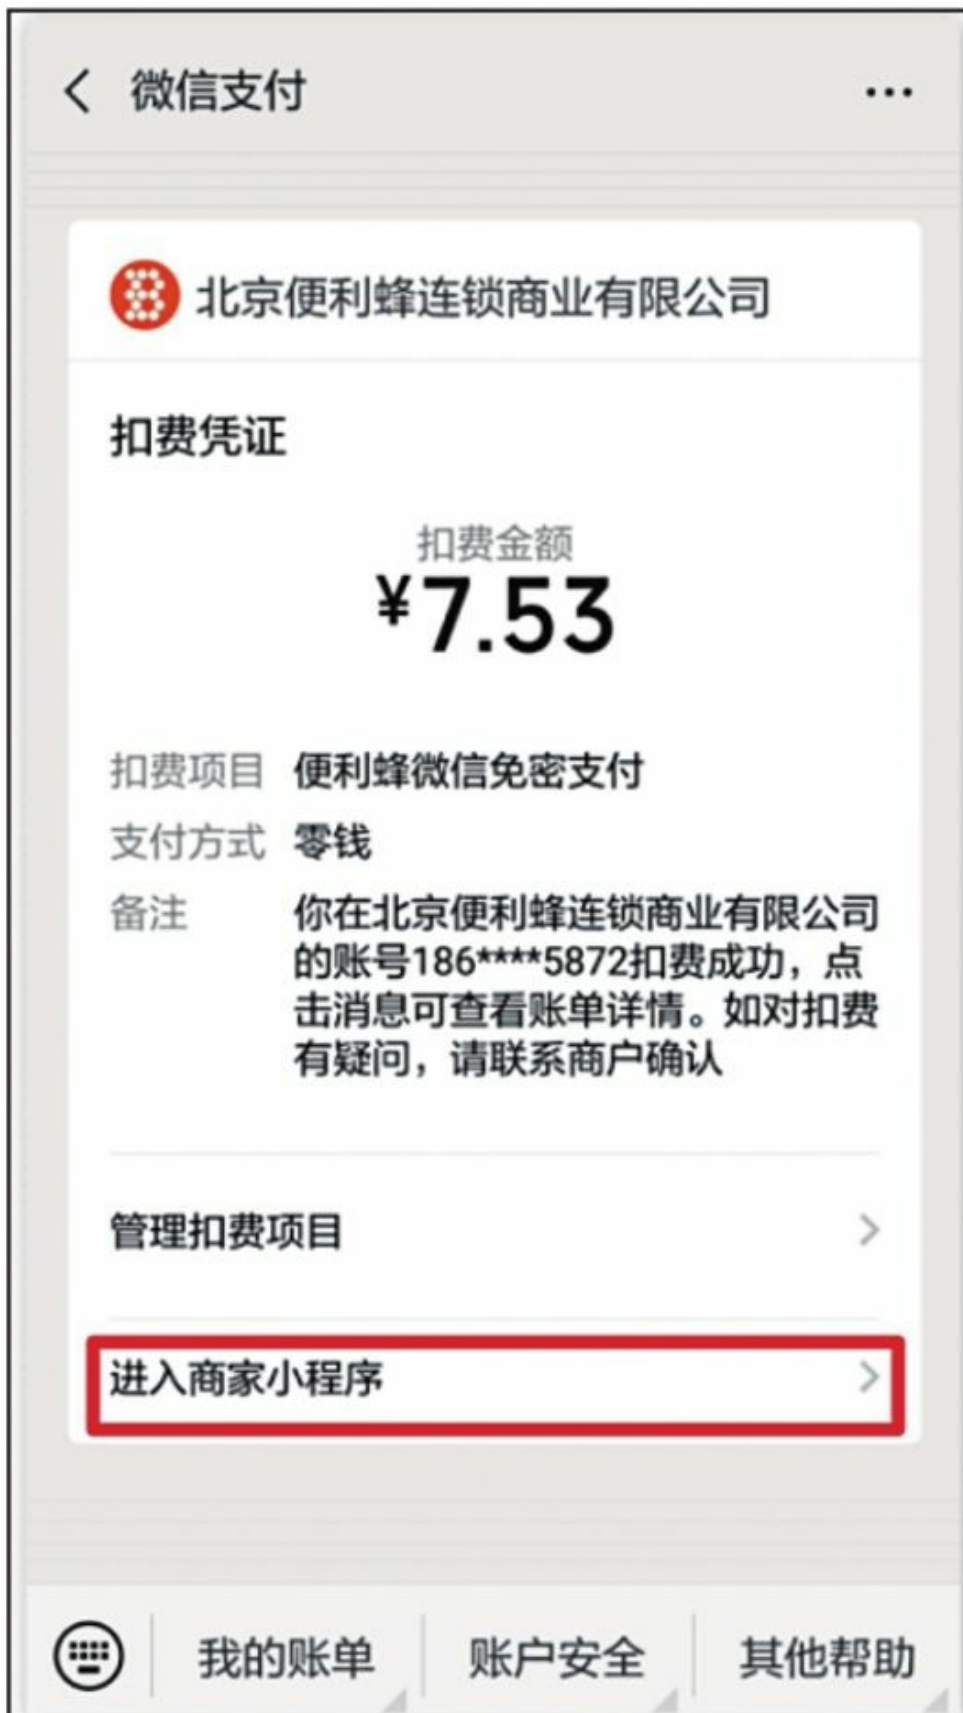 微信支付
北京便利蜂连锁商业有限公司
扣费凭证
扣费金额
¥7.53
扣费项目 便利蜂微信免密支付
支付方式 零钱
备注 你在北京便利蜂连锁商业有限公司
的账号186****5872扣费成功，点
击消息可查看账单详情。如对扣费
有疑问，请联系商户确认
管理扣费项目
进入商家小程序
我的账单 账户安全 其他帮助